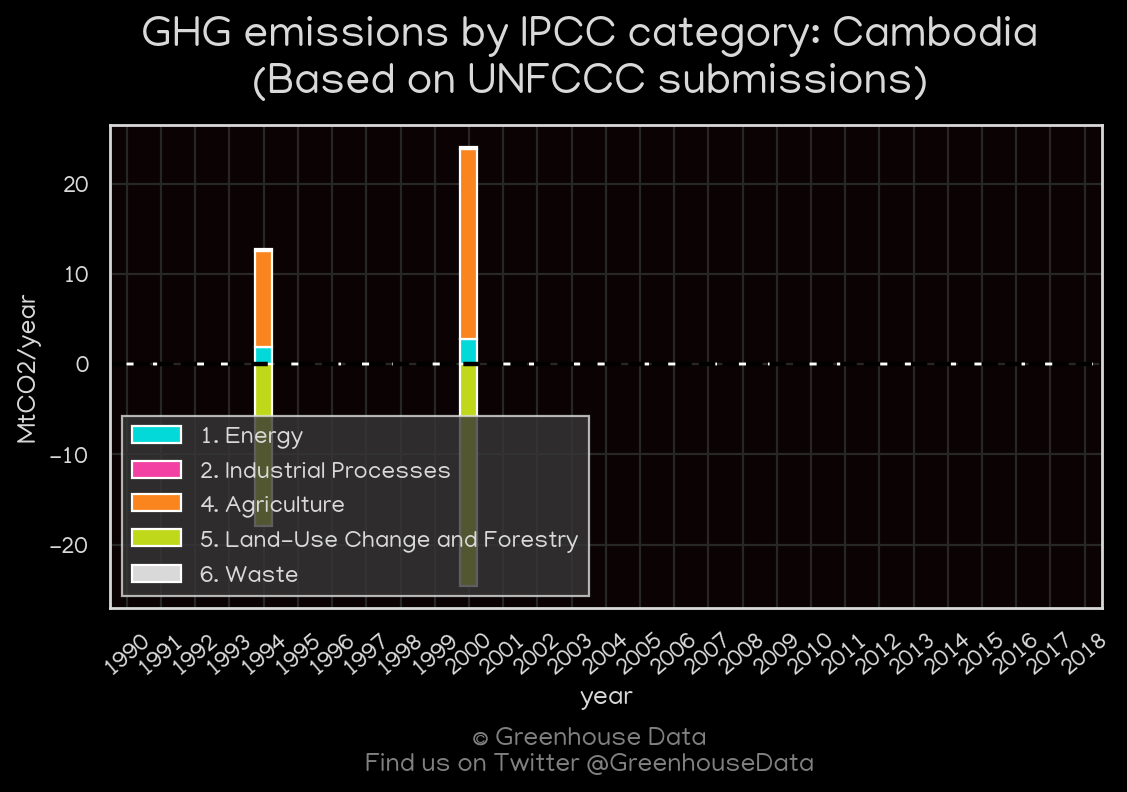 GHG emissions by IPCC category: Cambodia
(Based on UNFCCC submissions)
MtCO2/year
20
10
0
−10
−20
1. Energy
2. Industrial Processes
4. Agriculture
5. Land-Use Change and Forestry
6. Waste
1990 1991 1992 1993 1994 1995 1996 1997 1998 1999 2000 2001 2002 2003 2004 2005 2006 2007 2008 2009 2010 2011 2012 2013 2014 2015 2016 2017 2018
year
© Greenhouse Data
Find us on Twitter @GreenhouseData